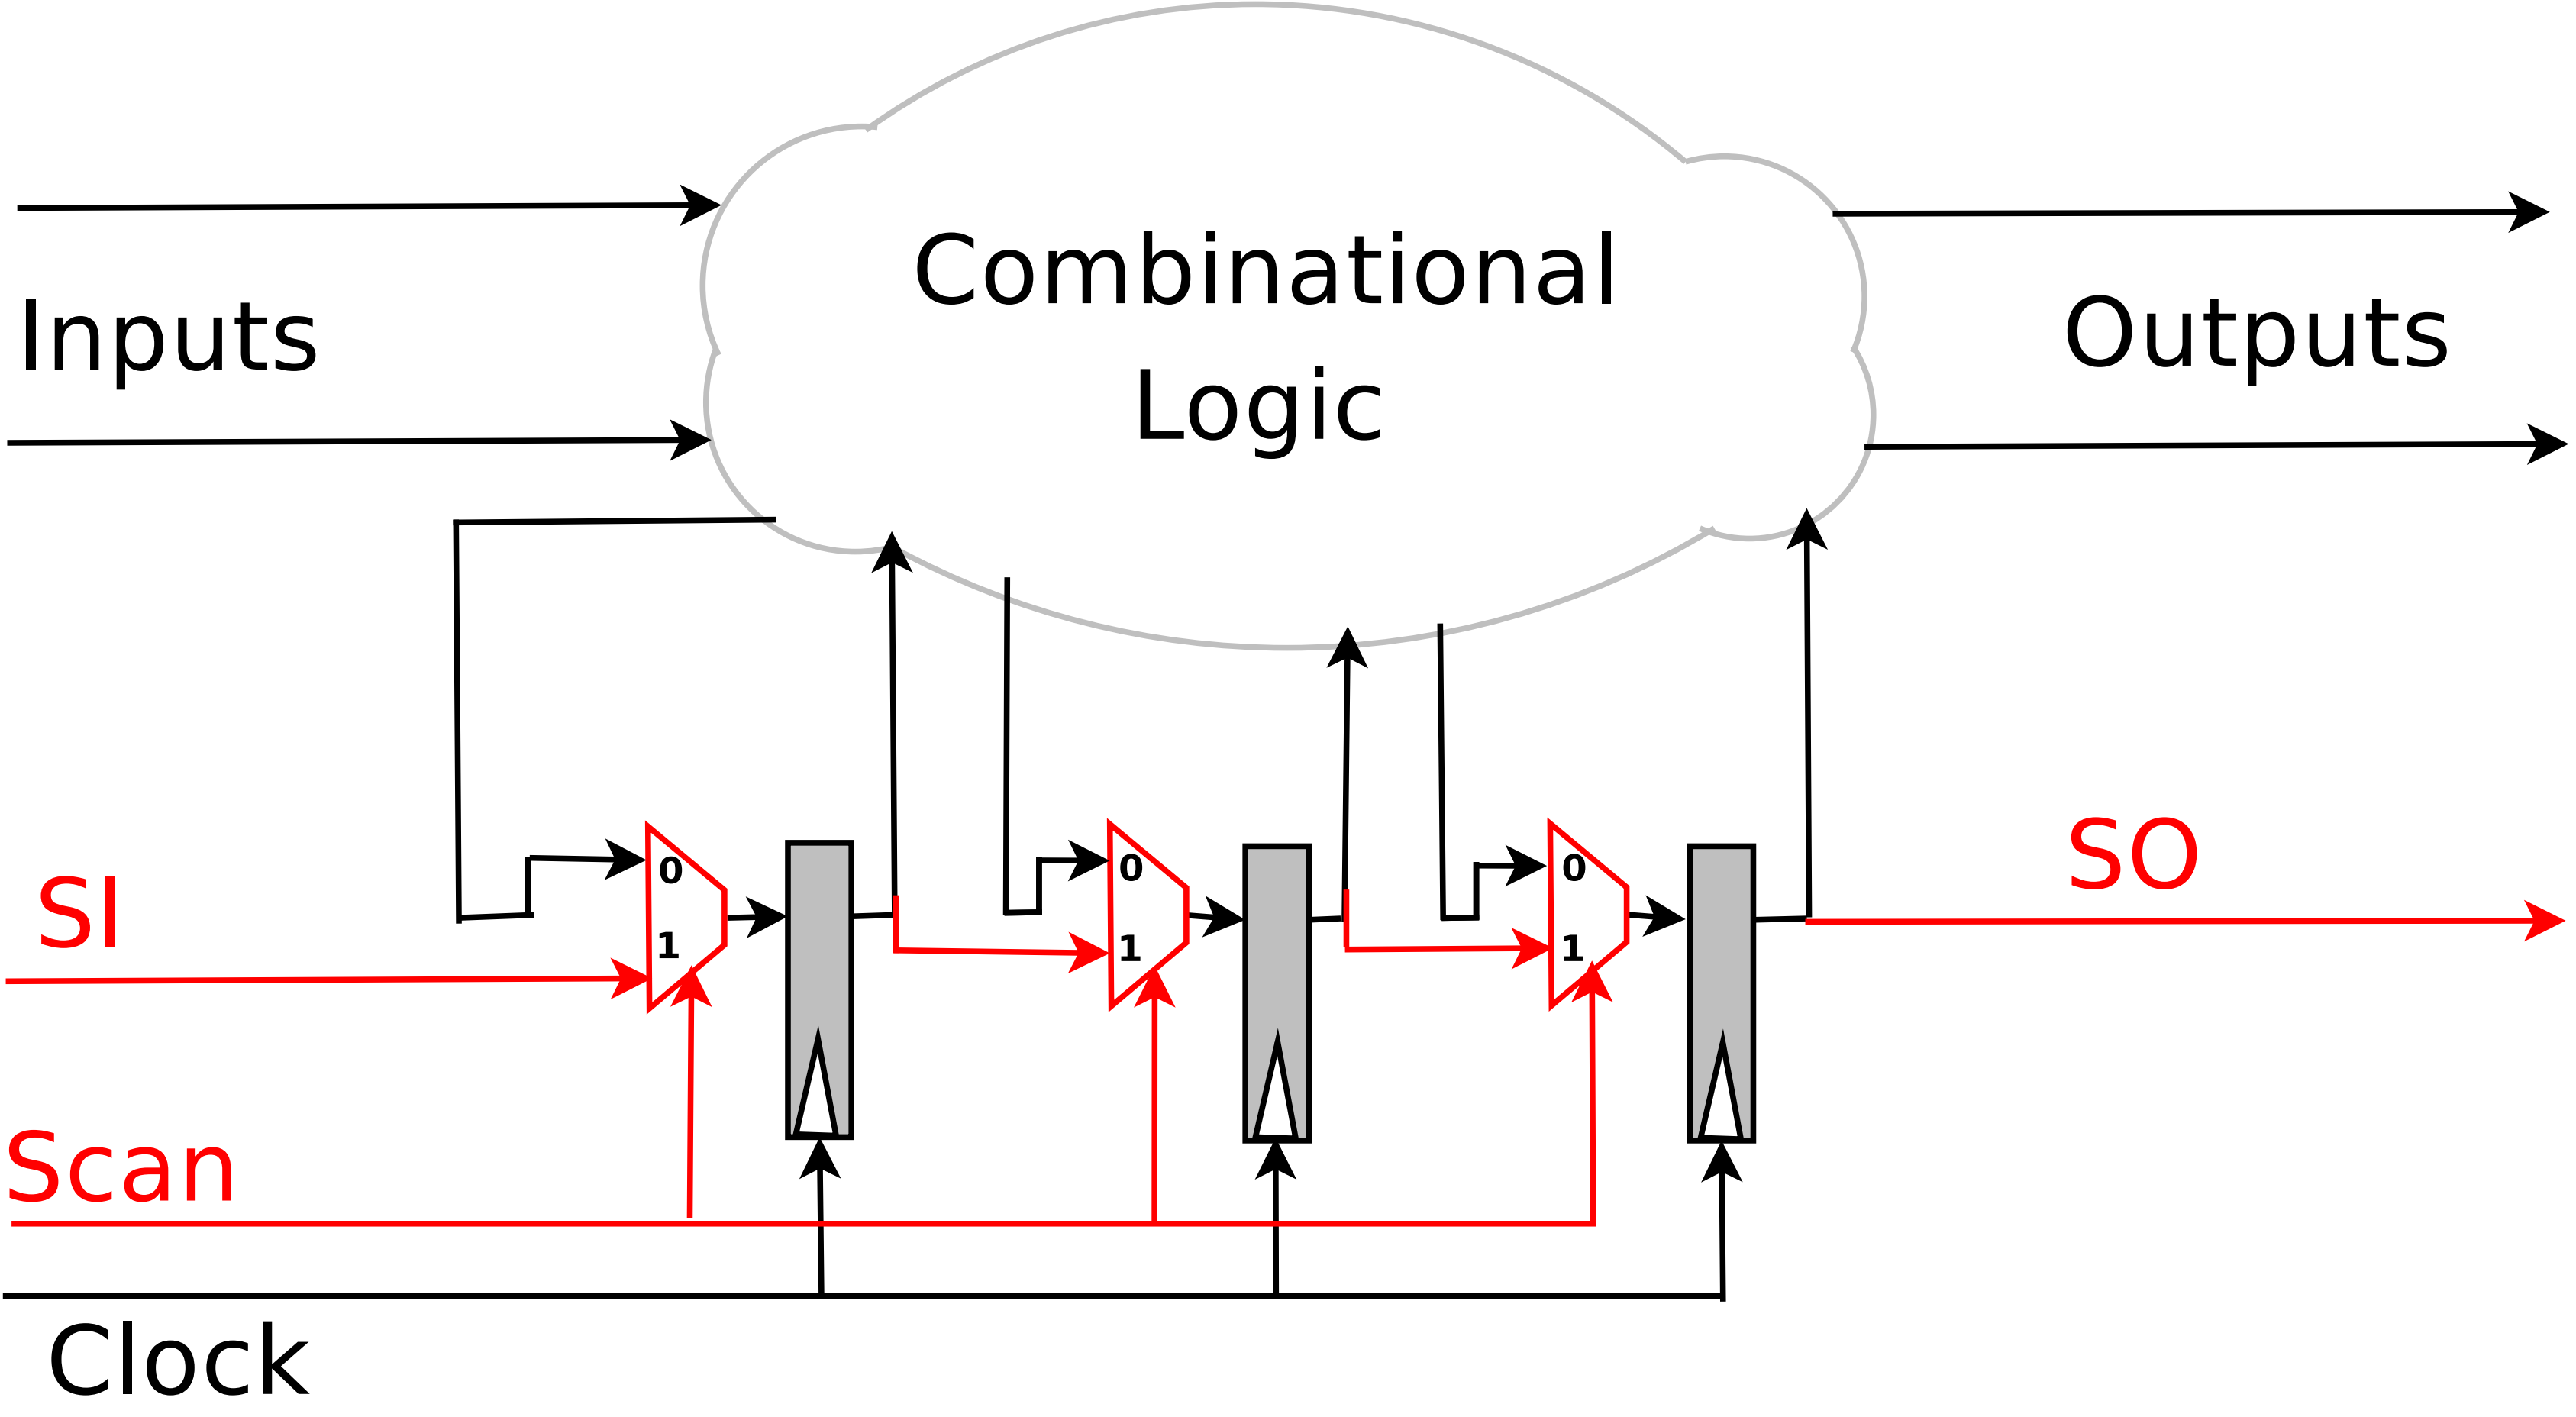 Combinational
Logic
Inputs
Outputs
SI
0
1
0
1
0
1
SO
Scan
Clock